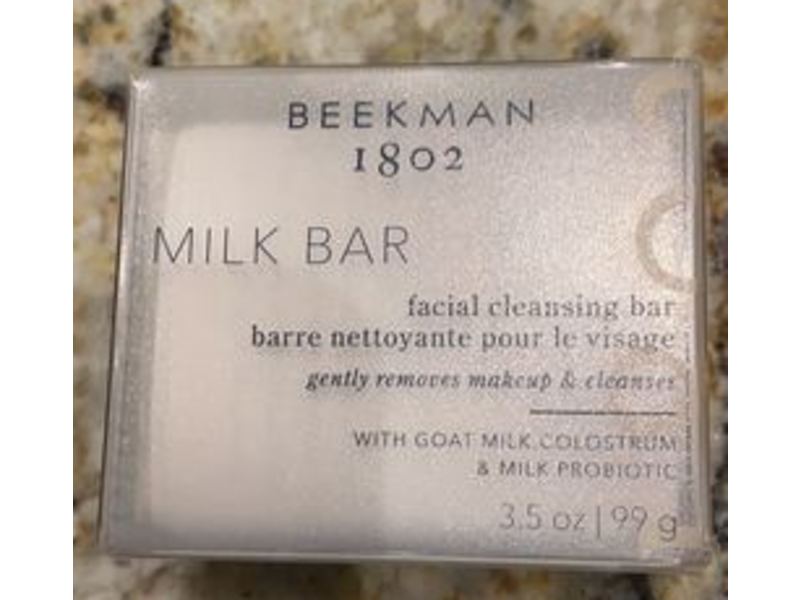 BEEKMAN
1802
MILK BAR
facial cleansing bar
barre nettoyante pour le visage
gently removes makeup & cleanses
WITH GOAT MILK, COLOSTRUM
& MILK PROBIOTIC
3.5 oz | 99 g